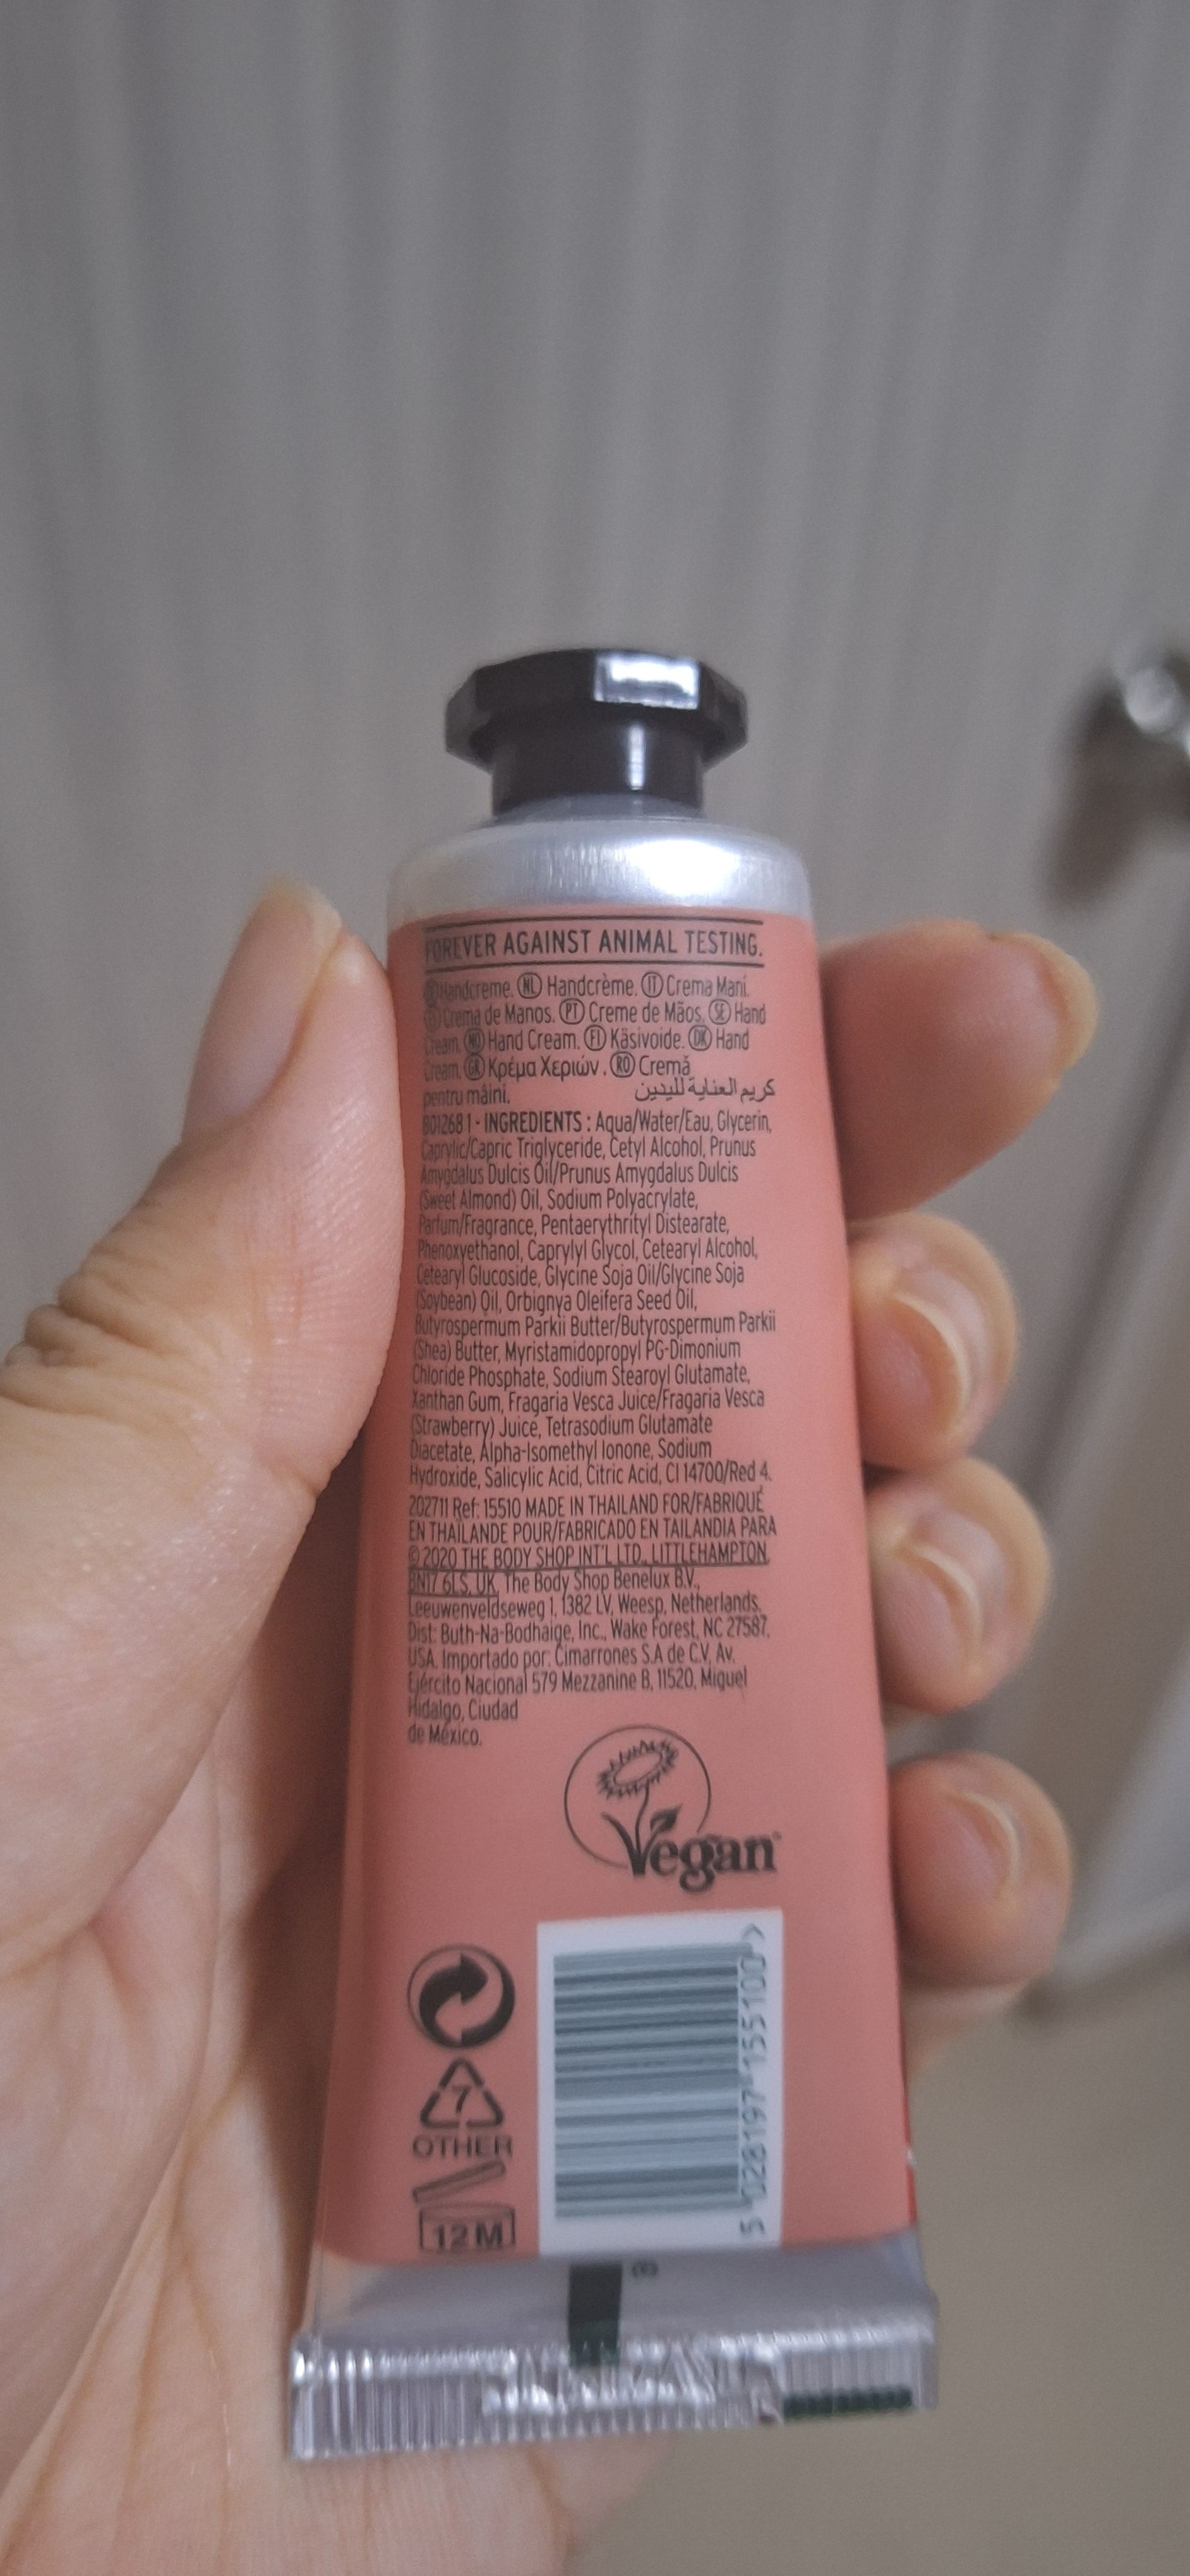 FOREVER AGAINST ANIMAL TESTING.
Handcreme. NL Handcrème. IT Crema Mani.
Crema de Manos. PT Creme de Mãos. SE Hand
Cream. NO Hand Cream. FI Käsivoide. DK Hand
Cream. GR Κρέμα Χεριών. RO Cremă
pentru mâini. كريم العناية لليدين
8012681 - INGREDIENTS : Aqua/Water/Eau, Glycerin,
Caprylic/Capric Triglyceride, Cetyl Alcohol, Prunus
Amygdalus Dulcis Oil/Prunus Amygdalus Dulcis
(Sweet Almond) Oil, Sodium Polyacrylate,
Parfum/Fragrance, Pentaerythrityl Distearate,
Phenoxyethanol, Caprylyl Glycol, Cetearyl Alcohol,
Cetearyl Glucoside, Glycine Soja Oil/Glycine Soja
(Soybean) Oil, Orbignya Oleifera Seed Oil,
Butyrospermum Parkii Butter/Butyrospermum Parkii
(Shea) Butter, Myristamidopropyl PG-Dimonium
Chloride Phosphate, Sodium Stearoyl Glutamate,
Xanthan Gum, Fragaria Vesca Juice/Fragaria Vesca
(Strawberry) Juice, Tetrasodium Glutamate
Diacetate, Alpha-Isomethyl Ionone, Sodium
Hydroxide, Salicylic Acid, Citric Acid, CI 14700/Red 4.
202711 Ref: 15510 MADE IN THAILAND FOR/FABRIQUÉ
EN THAÏLANDE POUR/FABRICADO EN TAILANDIA PARA
© 2020 THE BODY SHOP INT'L LTD., LITTLEHAMPTON,
BN17 6LS, UK, The Body Shop Benelux B.V.,
Leeuwenveldseweg 1, 1382 LV, Weesp, Netherlands.
Dist: Buth-Na-Bodhaige, Inc., Wake Forest, NC 27587,
USA. Importado por: Cimarrones S.A de C.V, Av.
Ejército Nacional 579 Mezzanine B, 11520, Miguel
Hidalgo, Ciudad
de México.
Vegan
7
OTHER
12 M
5 028197 155100 >